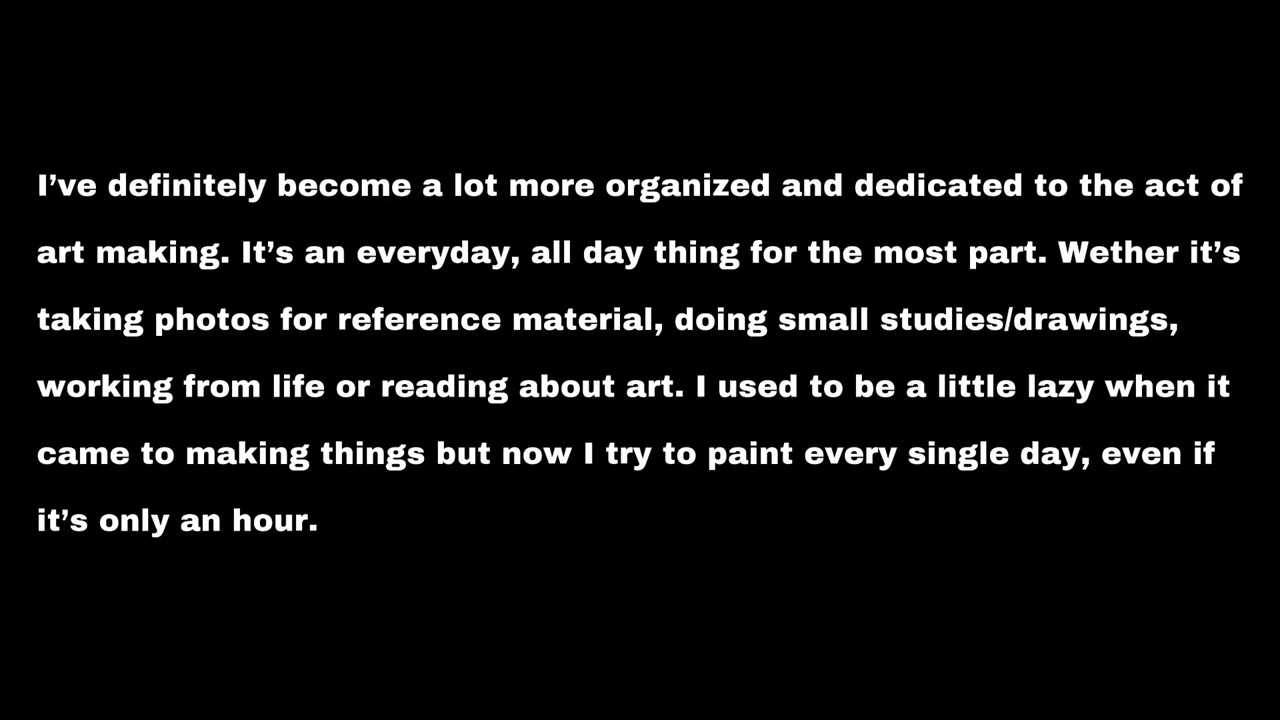 I’ve definitely become a lot more organized and dedicated to the act of
art making. It’s an everyday, all day thing for the most part. Wether it’s
taking photos for reference material, doing small studies/drawings,
working from life or reading about art. I used to be a little lazy when it
came to making things but now I try to paint every single day, even if
it’s only an hour.